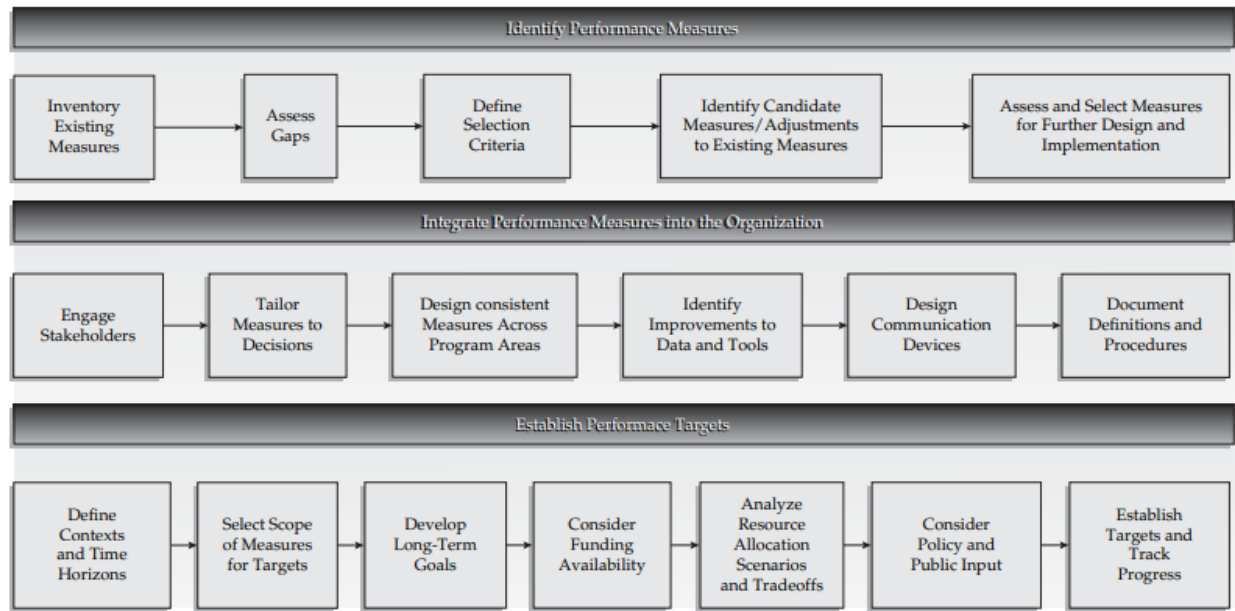 Identify Performance Measures
Inventory
Existing
Measures
Assess
Gaps
Define
Selection
Criteria
Identify Candidate
Measures/Adjustments
to Existing Measures
Assess and Select Measures
for Further Design and
Implementation
Integrate Performance Measures into the Organization
Engage
Stakeholders
Tailor
Measures to
Decisions
Design consistent
Measures Across
Program Areas
Identify
Improvements to
Data and Tools
Design
Communication
Devices
Document
Definitions and
Procedures
Establish Performace Targets
Define
Contexts
and Time
Horizons
Select Scope
of Measures
for Targets
Develop
Long-Term
Goals
Consider
Funding
Availability
Analyze
Resource
Allocation
Scenarios
and Tradeoffs
Consider
Policy and
Public Input
Establish
Targets and
Track
Progress